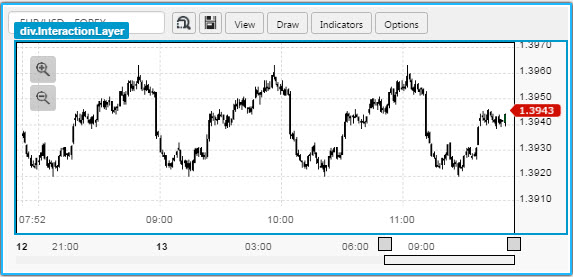 EUR/USD - FOREX
div.InteractionLayer
View Draw Indicators Options
1.3970
1.3960
1.3950
1.3943
1.3940
1.3930
1.3920
1.3910
07:52 09:00 10:00 11:00
12 21:00 13 03:00 06:00 09:00